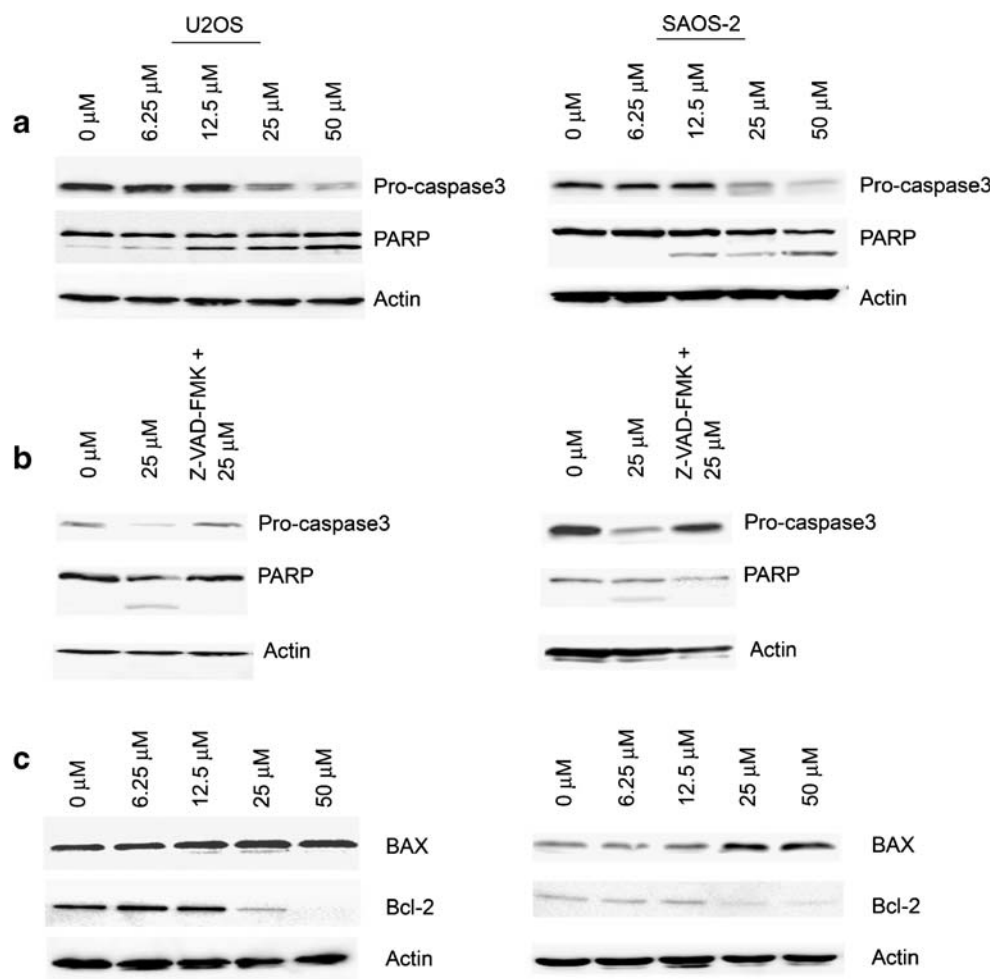 U2OS
SAOS-2
a
0 µM
6.25 µM
12.5 µM
25 µM
50 µM
0 µM
6.25 µM
12.5 µM
25 µM
50 µM
Pro-caspase3
PARP
Actin
Pro-caspase3
PARP
Actin
b
0 µM
25 µM
Z-VAD-FMK +
25 µM
0 µM
25 µM
Z-VAD-FMK +
25 µM
Pro-caspase3
PARP
Actin
Pro-caspase3
PARP
Actin
c
0 µM
6.25 µM
12.5 µM
25 µM
50 µM
0 µM
6.25 µM
12.5 µM
25 µM
50 µM
BAX
Bcl-2
Actin
BAX
Bcl-2
Actin